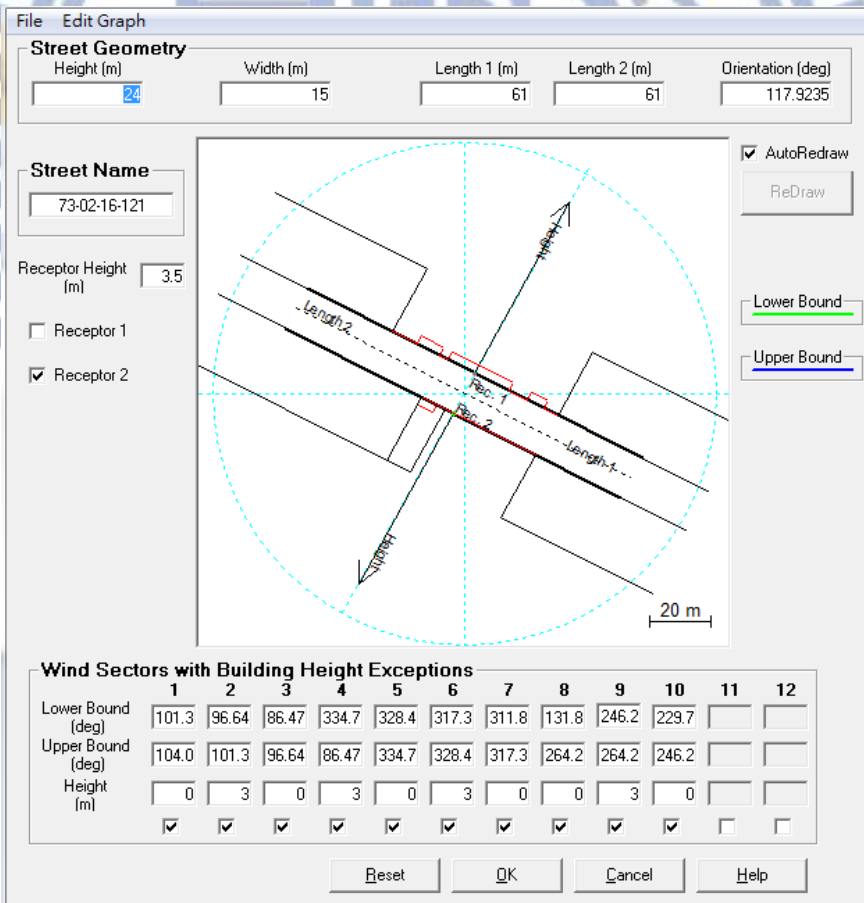 File Edit Graph
Street Geometry
Height (m) Width (m) Length 1 (m) Length 2 (m) Orientation (deg)
24 15 61 61 117.9235
AutoRedraw
ReDraw
Street Name
73-02-16-121
Receptor Height (m) 3.5
Receptor 1
Receptor 2
Height
Length 2
Rec. 1
Rec. 2
Length 1
Height
20 m
Lower Bound
Upper Bound
Wind Sectors with Building Height Exceptions
1 2 3 4 5 6 7 8 9 10 11 12
Lower Bound (deg) 101.3 96.64 86.47 334.7 328.4 317.3 311.8 131.8 246.2 229.7
Upper Bound (deg) 104.0 101.3 96.64 86.47 334.7 328.4 317.3 264.2 264.2 246.2
Height (m) 0 3 0 3 0 3 0 0 3 0
Reset OK Cancel Help